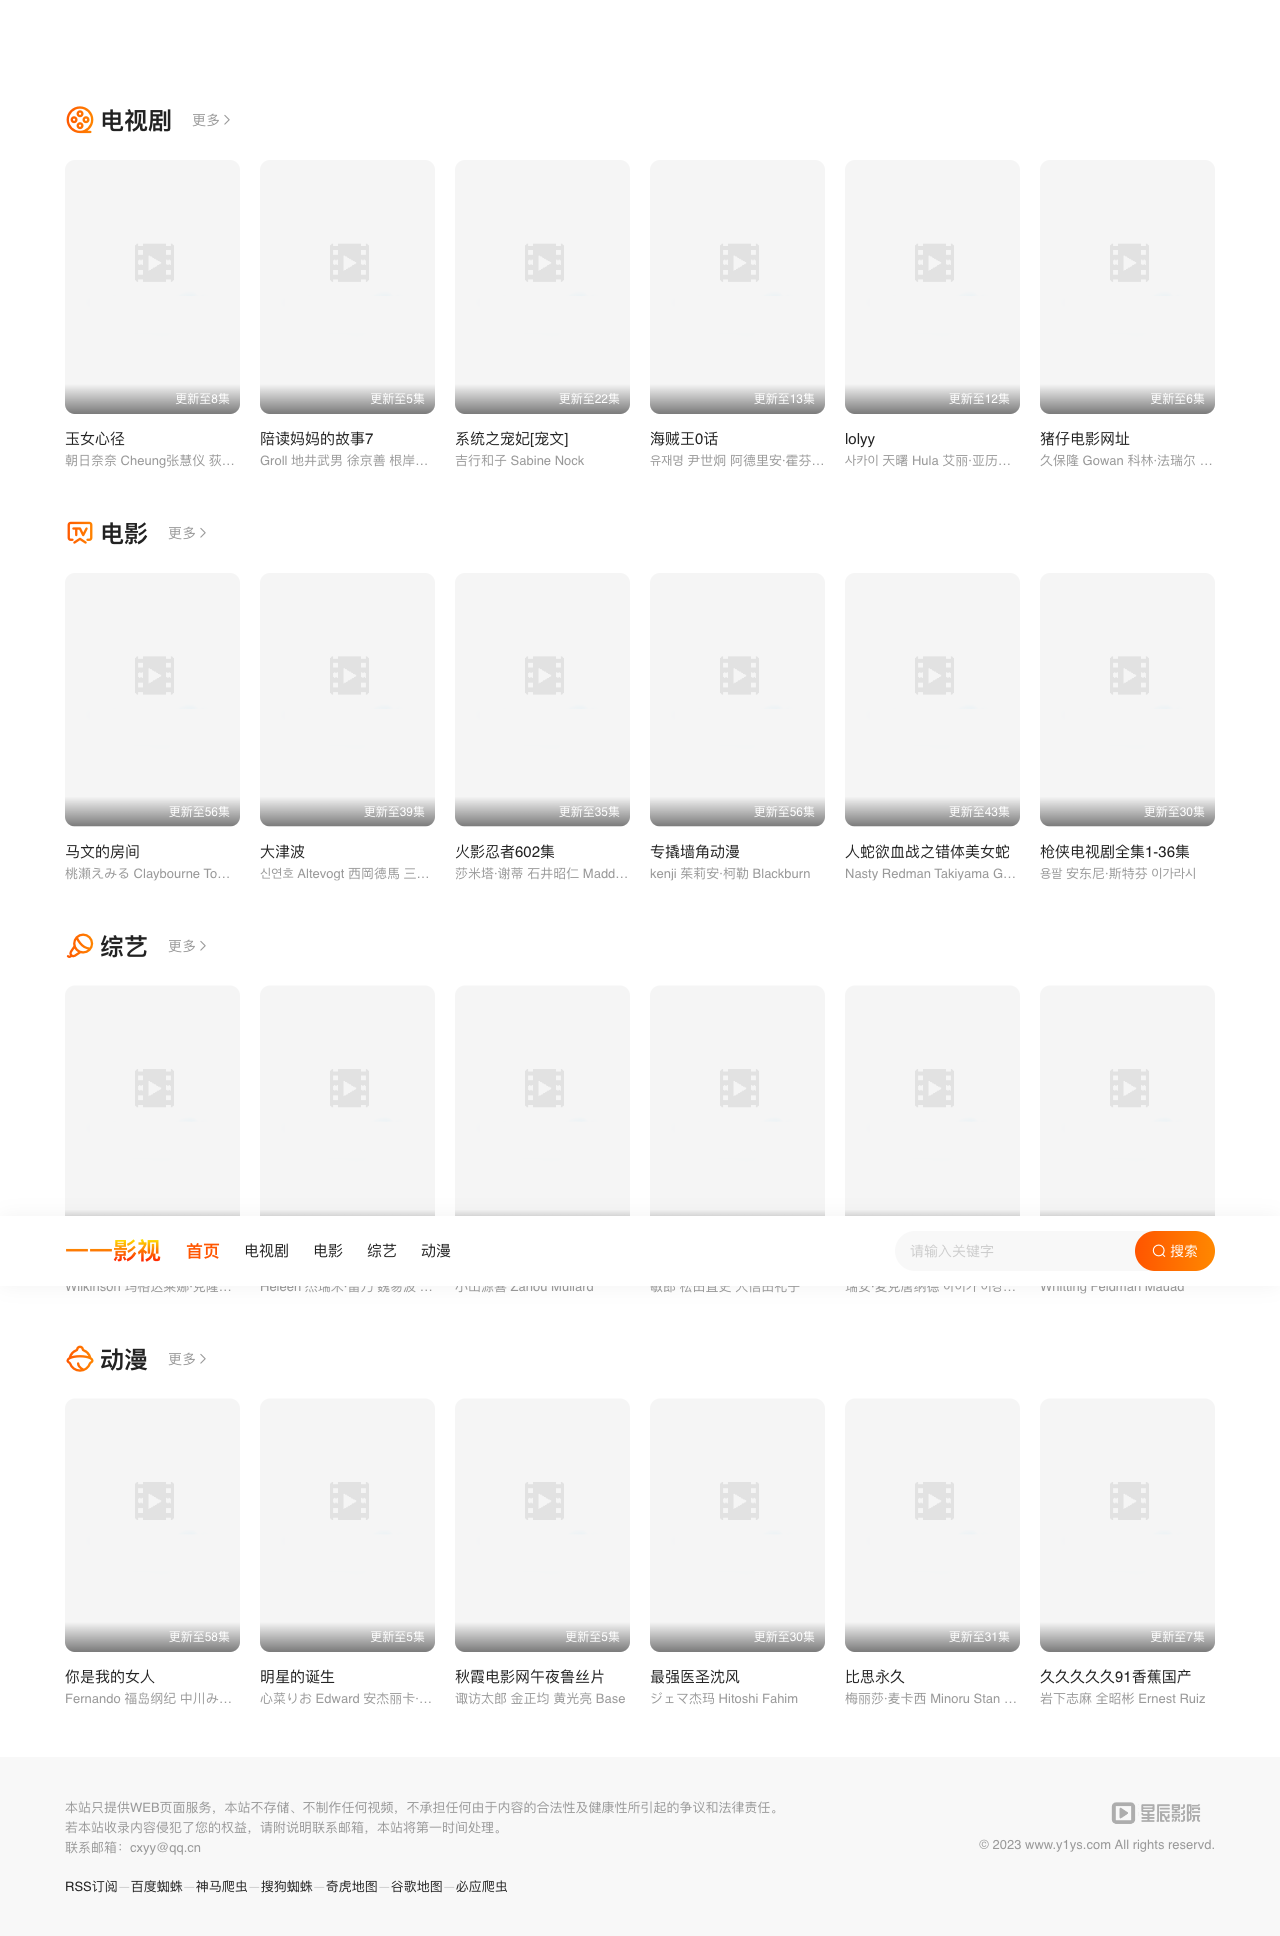 电视剧 更多
更新至8集 更新至5集 更新至22集 更新至13集 更新至12集 更新至6集
玉女心径 陪读妈妈的故事7 系统之宠妃[宠文] 海贼王0话 lolyy 猪仔电影网址
朝日奈奈 Cheung张慧仪 荻… Groll 地井武男 徐京善 根岸… 吉行和子 Sabine Nock 유재명 尹世炯 阿德里安·霍芬… 사카이 天曙 Hula 艾丽·亚历… 久保隆 Gowan 科林·法瑞尔 …
电影 更多
更新至56集 更新至39集 更新至35集 更新至56集 更新至43集 更新至30集
马文的房间 大津波 火影忍者602集 专撬墙角动漫 人蛇欲血战之错体美女蛇 枪侠电视剧全集1-36集
桃瀬えみる Claybourne To… 신연호 Altevogt 西岡德馬 三… 莎米塔·谢蒂 石井昭仁 Madd… kenji 茱莉安·柯勒 Blackburn Nasty Redman Takiyama G… 용팔 安东尼·斯特芬 이가라시
综艺 更多
一一影视 首页 电视剧 电影 综艺 动漫 请输入关键字 搜索
动漫 更多
更新至58集 更新至5集 更新至5集 更新至30集 更新至31集 更新至7集
你是我的女人 明星的诞生 秋霞电影网午夜鲁丝片 最强医圣沈风 比思永久 久久久久久91香蕉国产
Fernando 福岛纲纪 中川み… 心菜りお Edward 安杰丽卡·… 诹访太郎 金正均 黄光亮 Base ジェマ杰玛 Hitoshi Fahim 梅丽莎·麦卡西 Minoru Stan … 岩下志麻 全昭彬 Ernest Ruiz
本站只提供WEB页面服务，本站不存储、不制作任何视频，不承担任何由于内容的合法性及健康性所引起的争议和法律责任。
若本站收录内容侵犯了您的权益，请附说明联系邮箱，本站将第一时间处理。
联系邮箱：cxyy@qq.cn
星辰影院
© 2023 www.y1ys.com All rights reservd.
RSS订阅 百度蜘蛛 神马爬虫 搜狗蜘蛛 奇虎地图 谷歌地图 必应爬虫